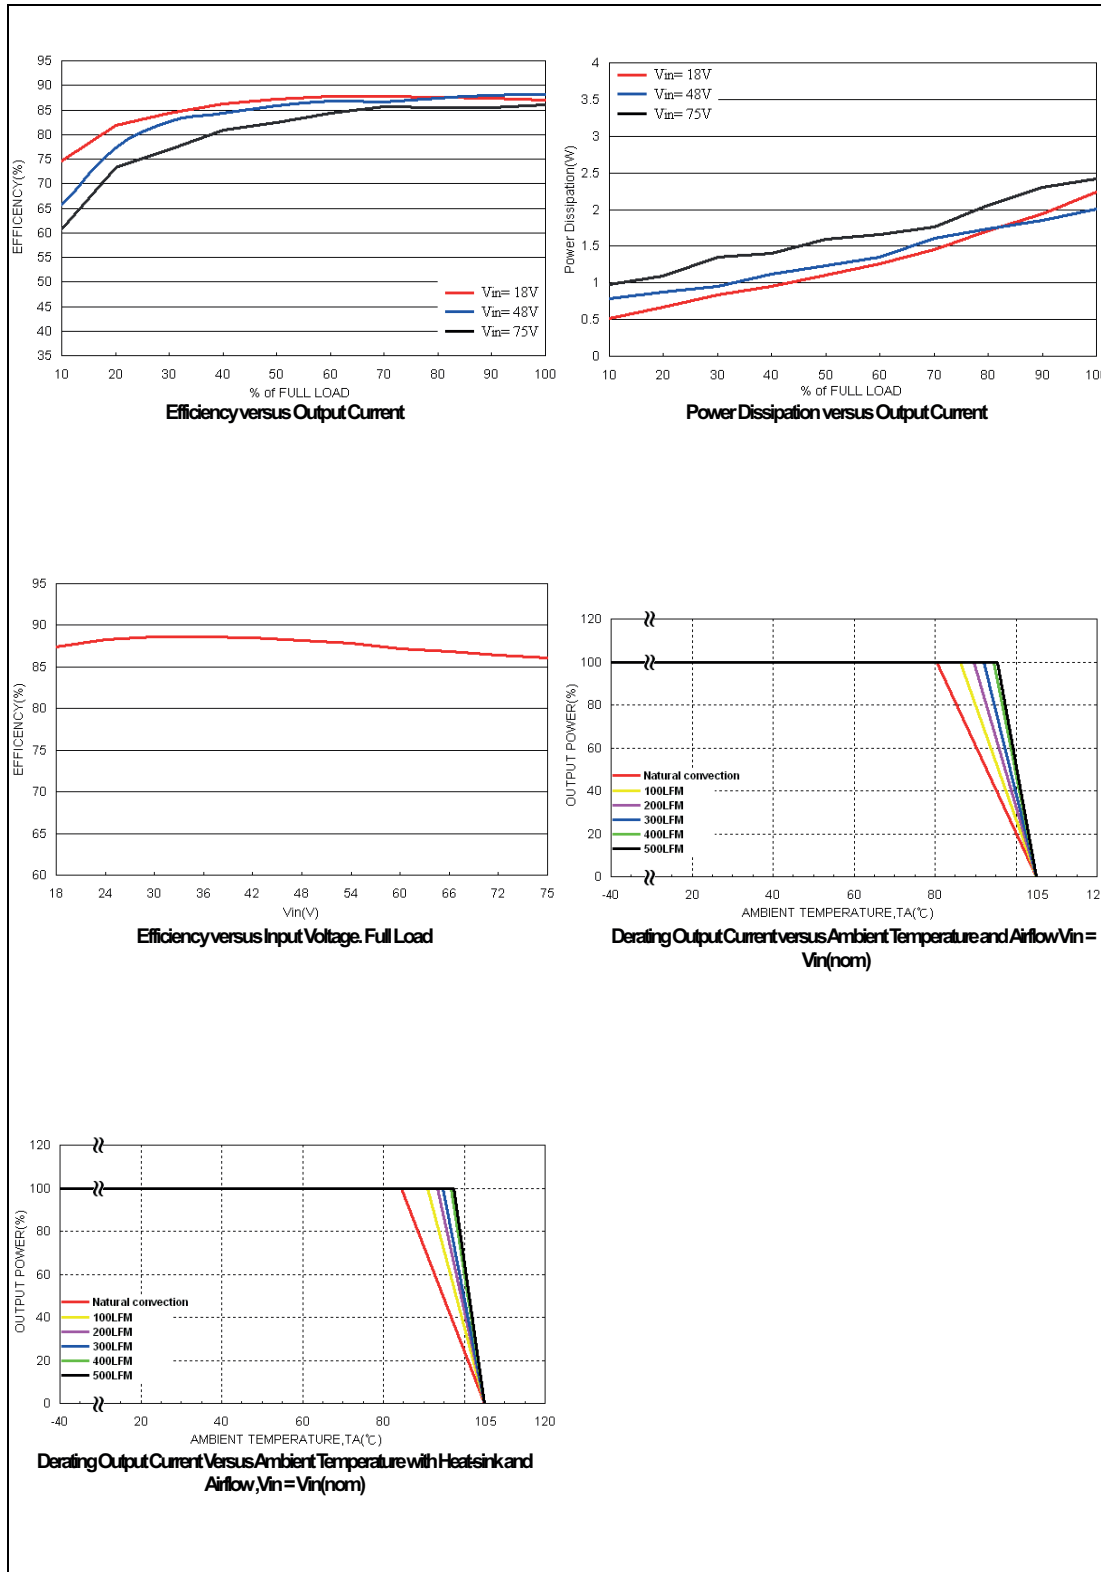 95
90
85
80
75
70
65
60
55
50
45
40
35
EFFICENCY(%)
Vin= 18V
Vin= 48V
Vin= 75V
10 20 30 40 50 60 70 80 90 100
% of FULL LOAD
Efficiency versus Output Current
4
3.5
3
2.5
2
1.5
1
0.5
0
Power Dissipation(W)
Vin= 18V
Vin= 48V
Vin= 75V
10 20 30 40 50 60 70 80 90 100
% of FULL LOAD
Power Dissipation versus Output Current
95
90
85
80
75
70
65
60
EFFICENCY(%)
18 24 30 36 42 48 54 60 66 72 75
Vin(V)
Efficiency versus Input Voltage. Full Load
120
100
80
60
40
20
0
OUTPUT POWER(%)
Natural convection
100LFM
200LFM
300LFM
400LFM
500LFM
-40 20 40 60 80 105 12
AMBIENT TEMPERATURE,TA(℃)
Derating Output Current versus Ambient Temperature and Airflow Vin =
Vin(nom)
120
100
80
60
40
20
0
OUTPUT POWER(%)
Natural convection
100LFM
200LFM
300LFM
400LFM
500LFM
-40 20 40 60 80 105 120
AMBIENT TEMPERATURE,TA(℃)
Derating Output Current Versus Ambient Temperature with Heat-sink and
Airflow, Vin = Vin(nom)